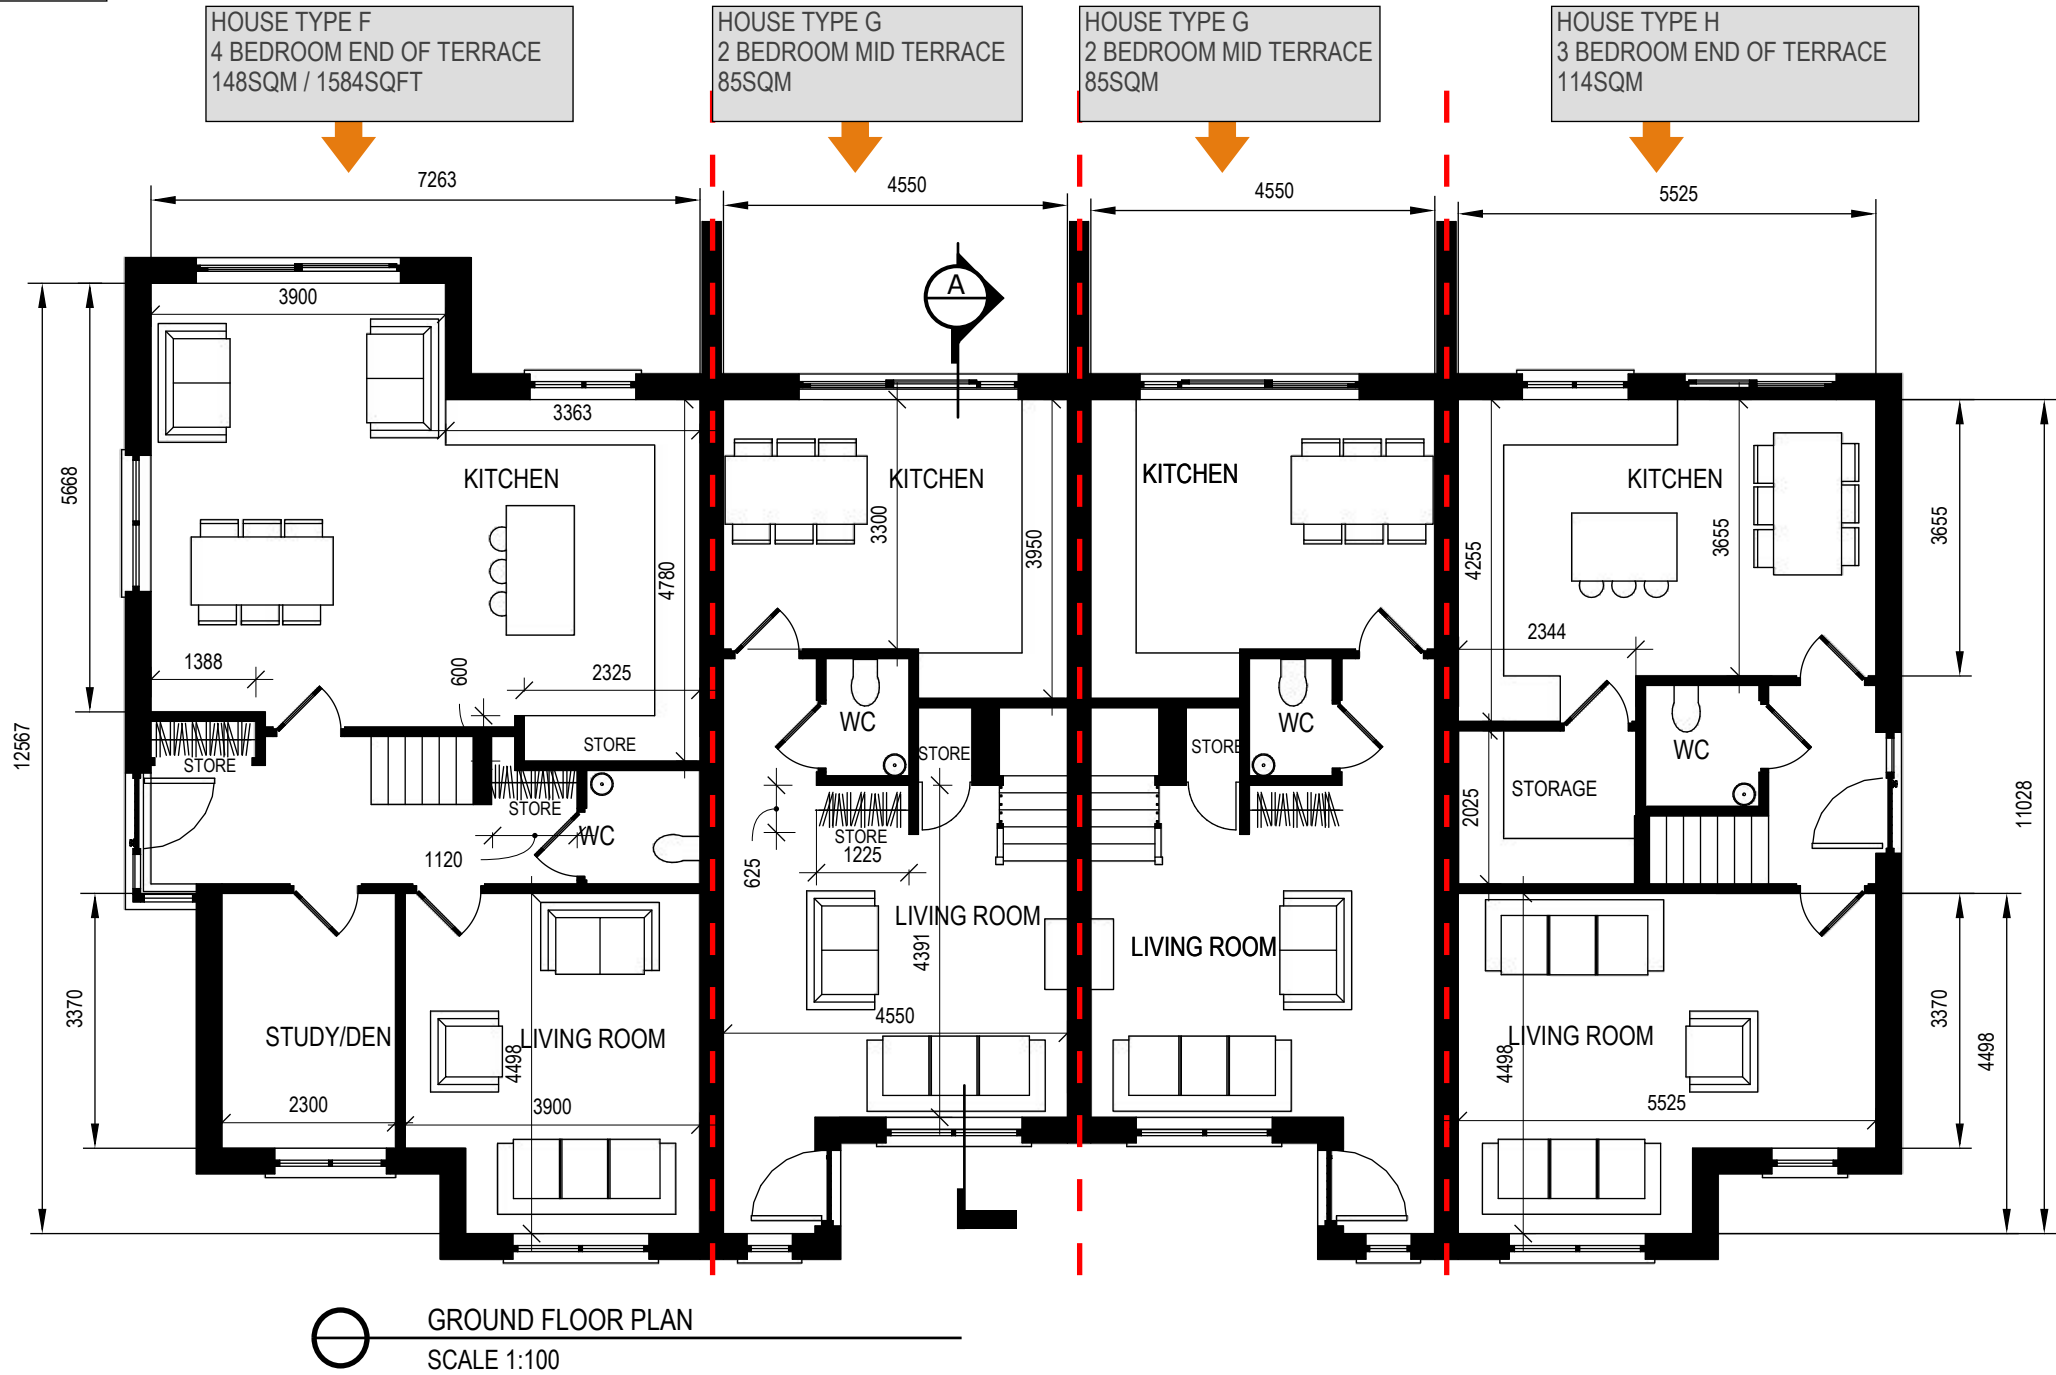 HOUSE TYPE F
4 BEDROOM END OF TERRACE
148SQM / 1584SQFT
HOUSE TYPE G
2 BEDROOM MID TERRACE
85SQM
HOUSE TYPE G
2 BEDROOM MID TERRACE
85SQM
HOUSE TYPE H
3 BEDROOM END OF TERRACE
114SQM
7263
4550
4550
5525
A
3900
3363
KITCHEN
KITCHEN
KITCHEN
KITCHEN
5668
4780
3300
3950
4255
3655
3655
1388
600
2325
2344
12567
STORE
STORE
STORE
WC
WC
WC
WC
STORE
STORE
STORE
STORAGE
1120
625
1225
2025
11028
LIVING ROOM
LIVING ROOM
4391
4550
3370
STUDY/DEN
LIVING ROOM
4498
LIVING ROOM
4498
3370
4498
2300
3900
5525
GROUND FLOOR PLAN
SCALE 1:100